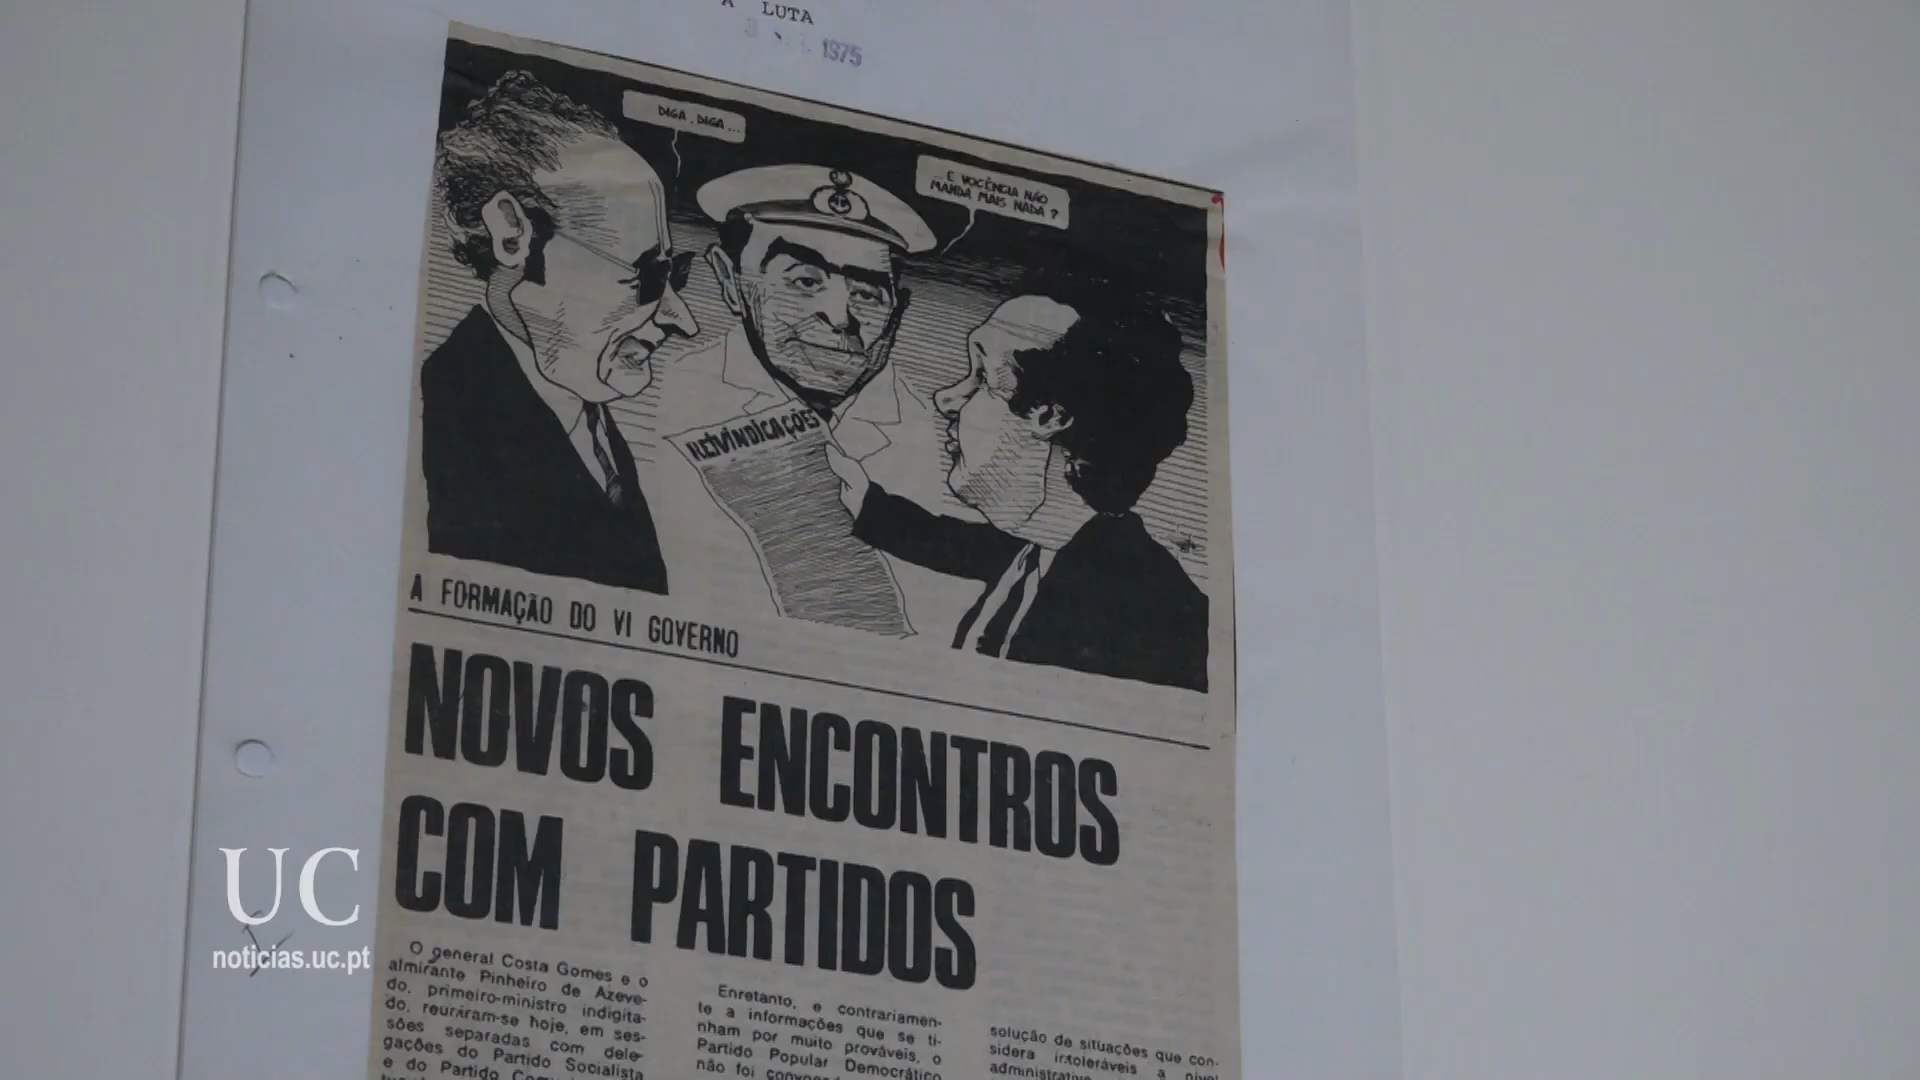 A LUTA
1975
DIGA, DIGA...
...E VOCÊNCIA NÃO
MANDA MAIS NADA?
REIVINDICAÇÕES
A FORMAÇÃO DO VI GOVERNO
NOVOS ENCONTROS
COM PARTIDOS
O general Costa Gomes e o
almirante Pinheiro de Azeve-
do, primeiro-ministro indigita-
do, reuniram-se hoje, em ses-
sões separadas com dele-
gações do Partido Socialista
e do Partido
Enretanto, e contrariamen-
te a informações que se ti-
nham por muito prováveis, o
Partido Popular Democrático
não foi
solução de situações que con-
sidera intoleráveis a nível
UC
noticias.uc.pt